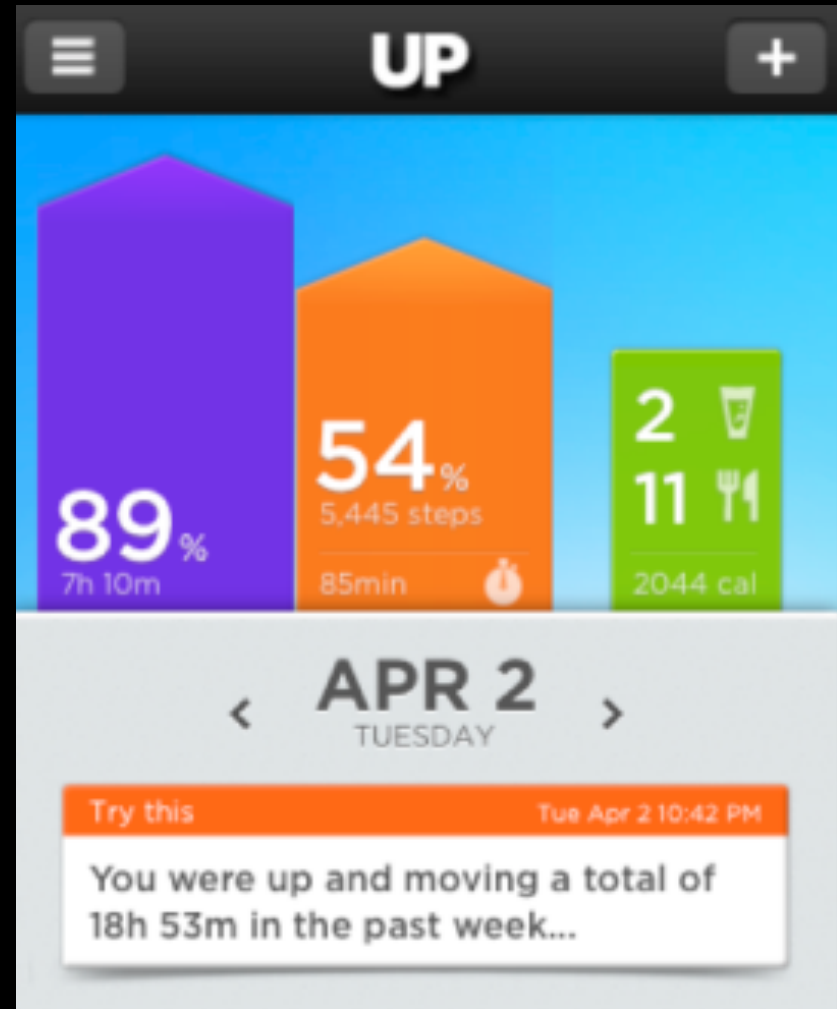 UP
89%
7h 10m
54%
5,445 steps
85min
2
11
2044 cal
APR 2
TUESDAY
Try this
Tue Apr 2 10:42 PM
You were up and moving a total of
18h 53m in the past week...